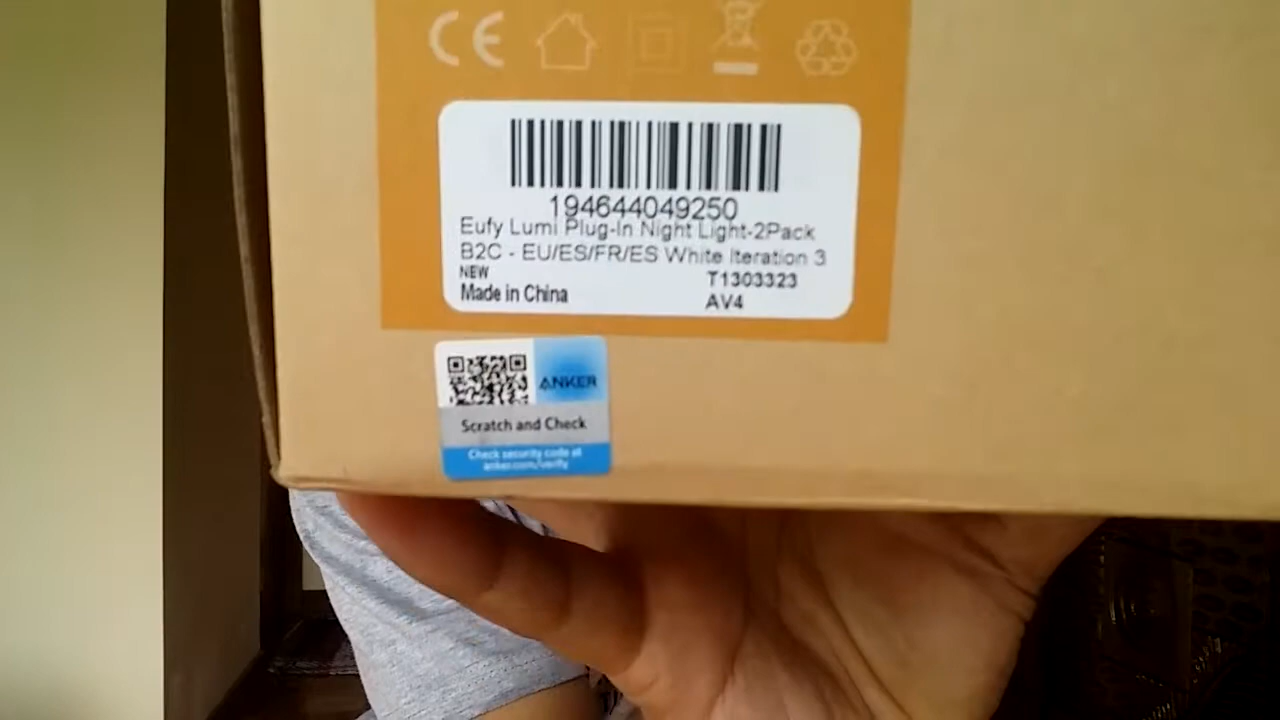 CE
194644049250
Eufy Lumi Plug-In Night Light-2Pack
B2C - EU/ES/FR/ES White Iteration 3
NEW
T1303323
Made in China
AV4
ANKER
Scratch and Check
Check security code at
anker.com/verify